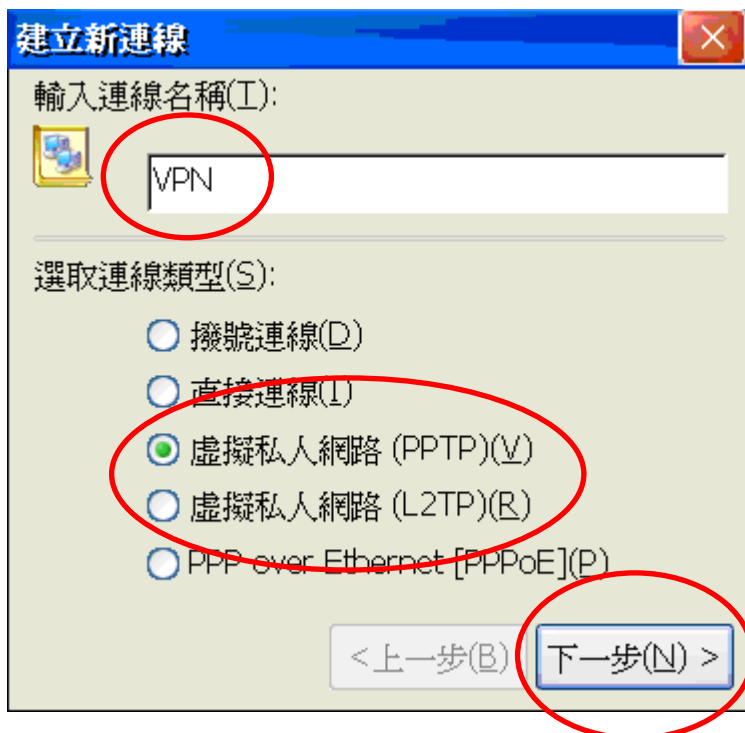 建立新連線
輸入連線名稱(T):
VPN
選取連線類型(S):
撥號連線(D)
直接連線(I)
虛擬私人網路 (PPTP)(V)
虛擬私人網路 (L2TP)(R)
PPP over Ethernet [PPPoE](P)
<上一步(B) 下一步(N) >